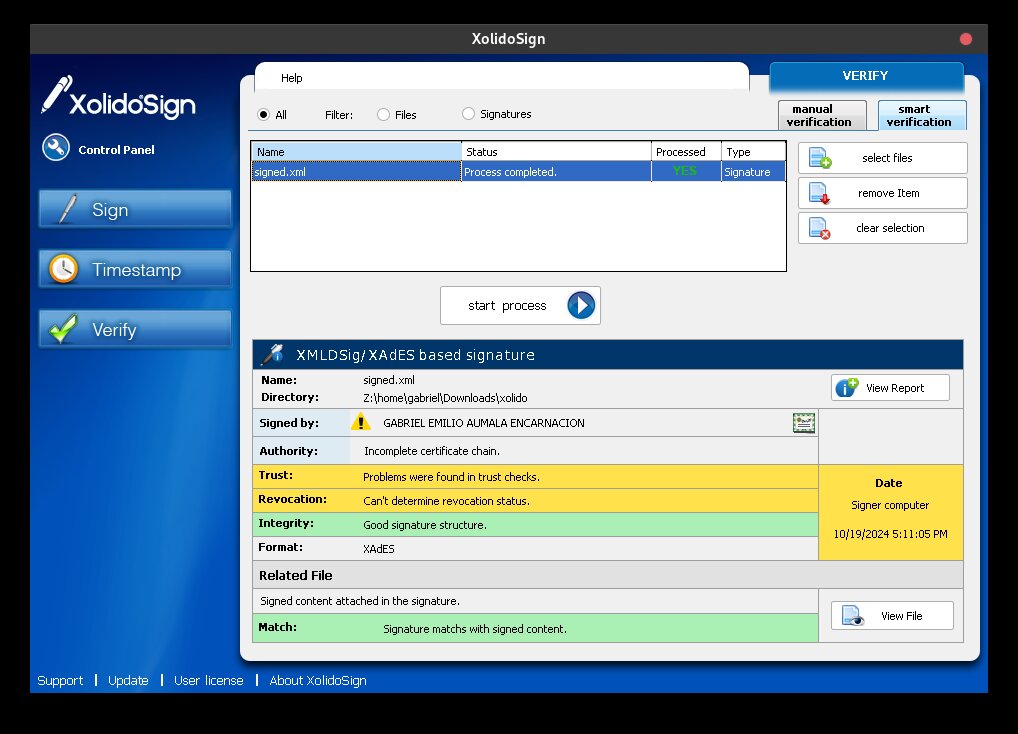 XolidoSign
XolidoSign
Control Panel
Sign
Timestamp
Verify
Help
VERIFY
All Filter: Files Signatures
manual verification
smart verification
Name Status Processed Type
signed.xml Process completed. YES Signature
select files
remove Item
clear selection
start process
XMLDSig/XAdES based signature
Name: signed.xml
Directory: Z:\home\gabriel\Downloads\xolido
View Report
Signed by: GABRIEL EMILIO AUMALA ENCARNACION
Authority: Incomplete certificate chain.
Trust: Problems were found in trust checks.
Revocation: Can't determine revocation status.
Integrity: Good signature structure.
Format: XAdES
Date
Signer computer
10/19/2024 5:11:05 PM
Related File
Signed content attached in the signature.
Match: Signature matchs with signed content.
View File
Support | Update | User license | About XolidoSign